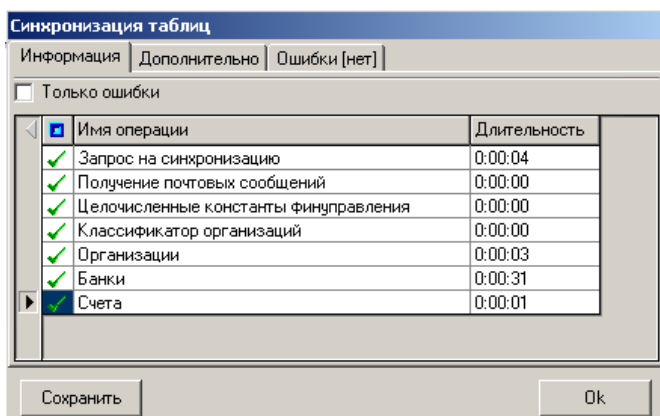 Синхронизация таблиц
Информация Дополнительно Ошибки [нет]
Только ошибки
Имя операции Длительность
Запрос на синхронизацию 0:00:04
Получение почтовых сообщений 0:00:00
Целочисленные константы финуправления 0:00:00
Классификатор организаций 0:00:00
Организации 0:00:03
Банки 0:00:31
Счета 0:00:01
Сохранить Ok